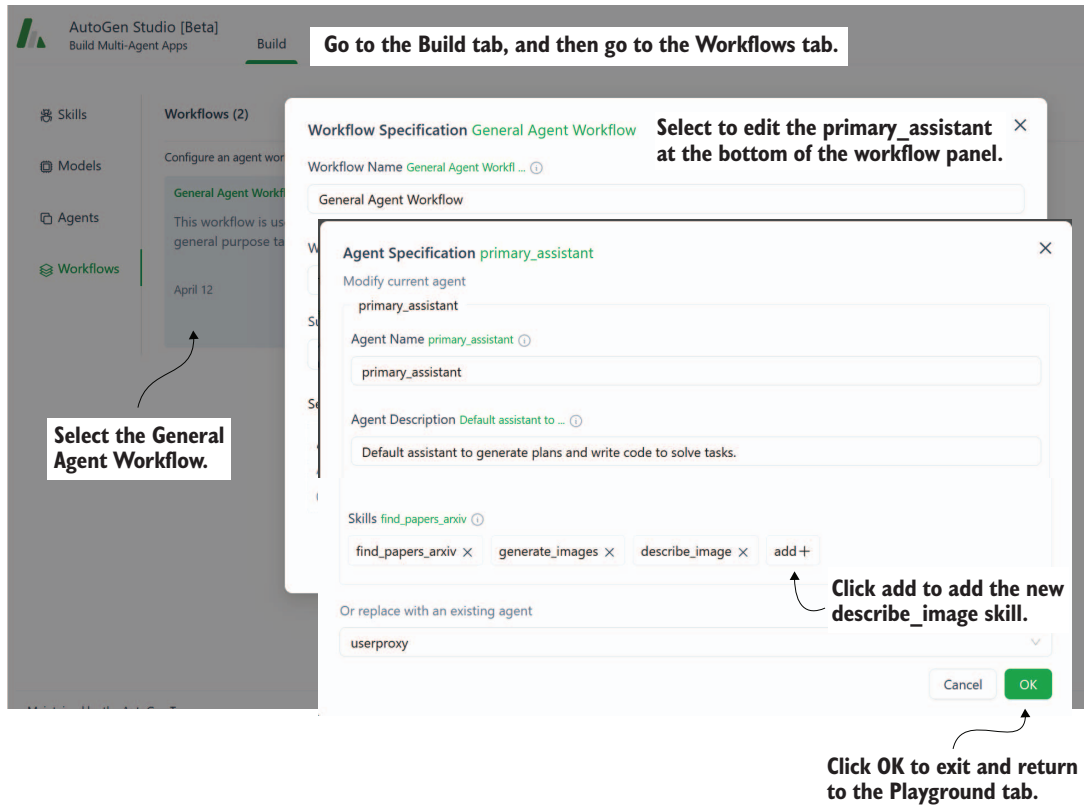 AutoGen Studio [Beta]
Build Multi-Agent Apps
Build
Go to the Build tab, and then go to the Workflows tab.
Skills
Models
Agents
Workflows
Workflows (2)
Configure an agent wor
General Agent Workfl
This workflow is us
general purpose ta
April 12
Select the General
Agent Workflow.
Workflow Specification General Agent Workflow
Select to edit the primary_assistant
at the bottom of the workflow panel.
Workflow Name General Agent Workfl ...
General Agent Workflow
W
Su
Se
Agent Specification primary_assistant
Modify current agent
primary_assistant
Agent Name primary_assistant
primary_assistant
Agent Description Default assistant to ...
Default assistant to generate plans and write code to solve tasks.
Skills find_papers_arxiv
find_papers_arxiv × generate_images × describe_image × add +
Click add to add the new
describe_image skill.
Or replace with an existing agent
userproxy
Cancel OK
Click OK to exit and return
to the Playground tab.